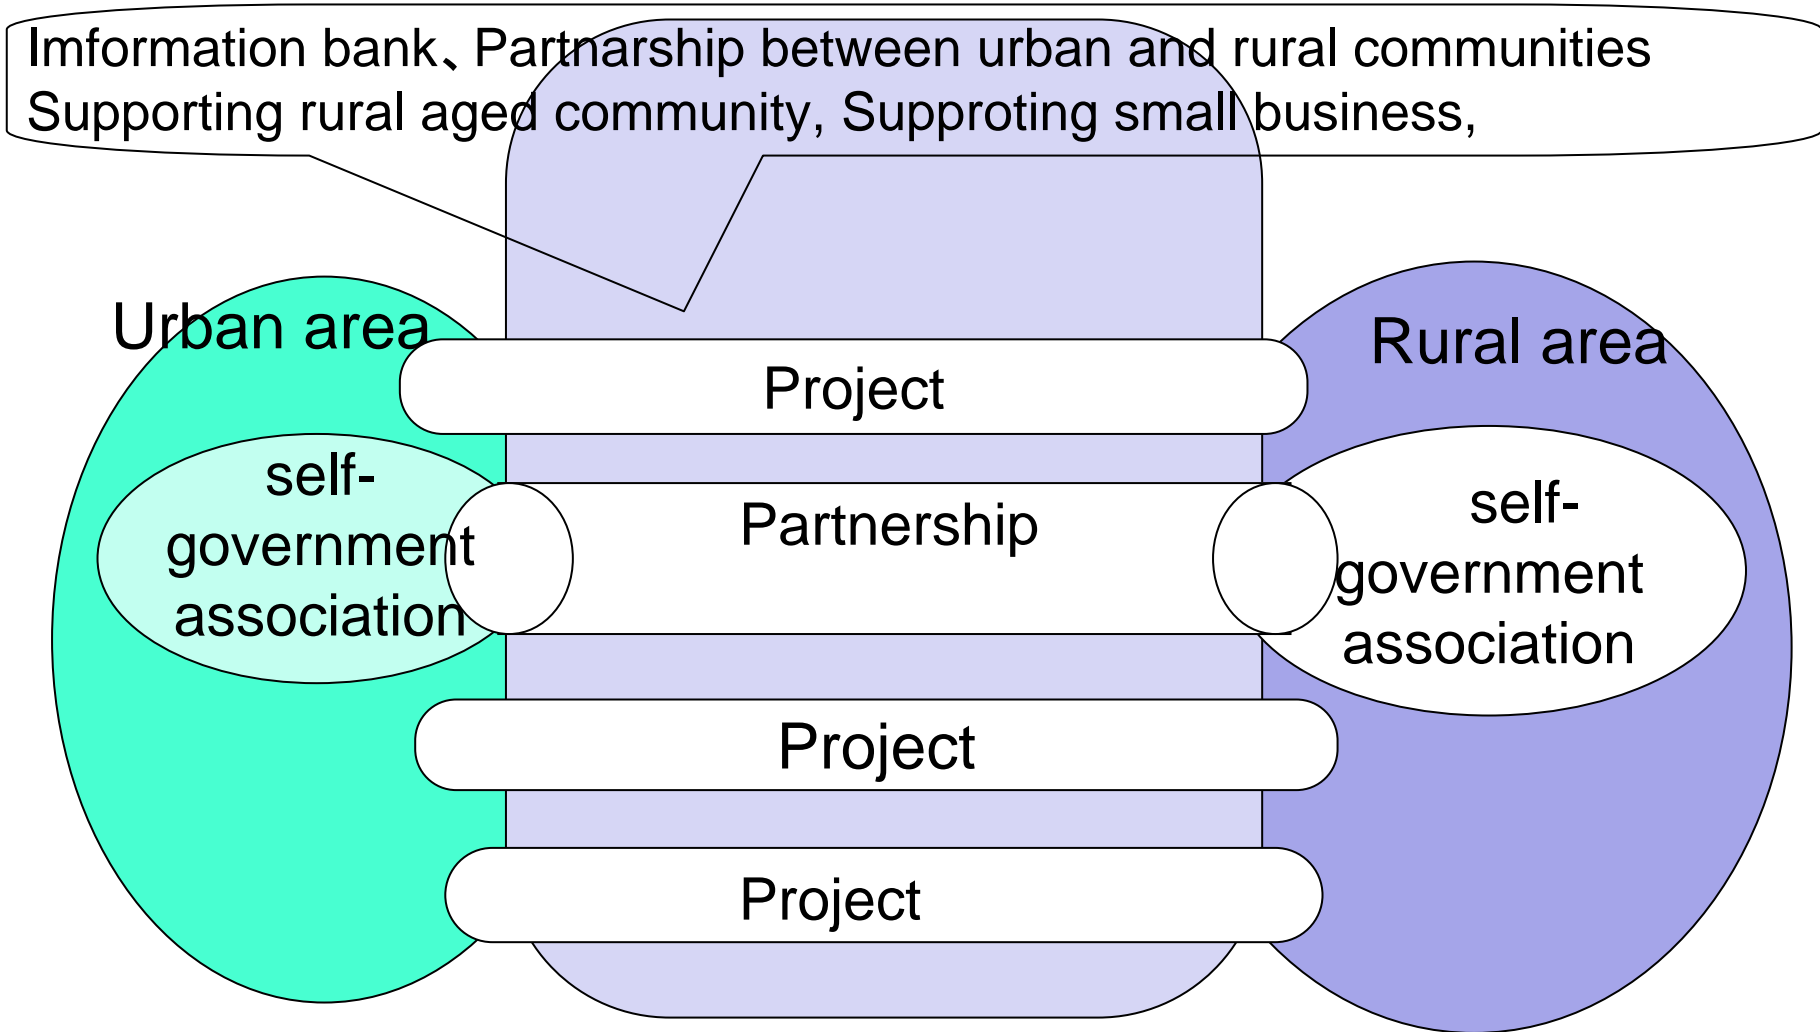 Imformation bank、Partnarship between urban and rural communities
Supporting rural aged community, Supproting small business,
Urban area
Rural area
Project
self-
government
association
Partnership
self-
government
association
Project
Project